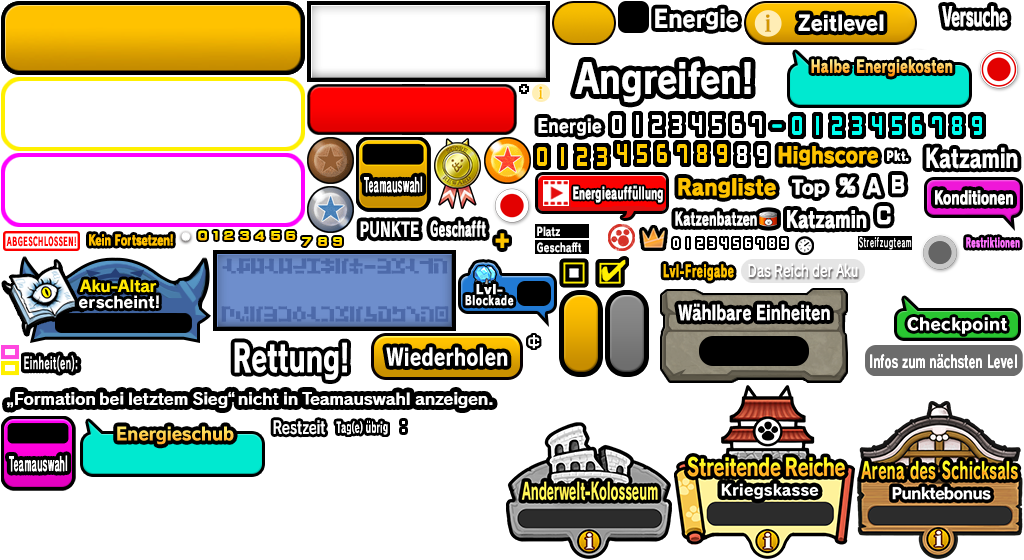 Energie
Zeitlevel
Versuche
Angreifen!
Halbe Energiekosten
Energie
01234567-0123456789
0123456789
89
Highscore
Pkt.
Katzamin
Teamauswahl
Energieauffüllung
Rangliste
Top % A B
Konditionen
Katzenbatzen
Katzamin C
PUNKTE
Geschafft
ABGESCHLOSSEN!
Kein Fortsetzen!
0123456
789
+
Platz
Geschafft
0123456789
Streifzugteam
Restriktionen
Aku-Altar
erscheint!
Lvl-
Blockade
Lvl-Freigabe
Das Reich der Aku
Wählbare Einheiten
Checkpoint
Einheit(en):
Rettung!
Wiederholen
Infos zum nächsten Level
„Formation bei letztem Sieg“ nicht in Teamauswahl anzeigen.
Teamauswahl
Energieschub
Restzeit
Tag(e) übrig
:
Anderwelt-Kolosseum
Streitende Reiche
Kriegskasse
Arena des Schicksals
Punktebonus